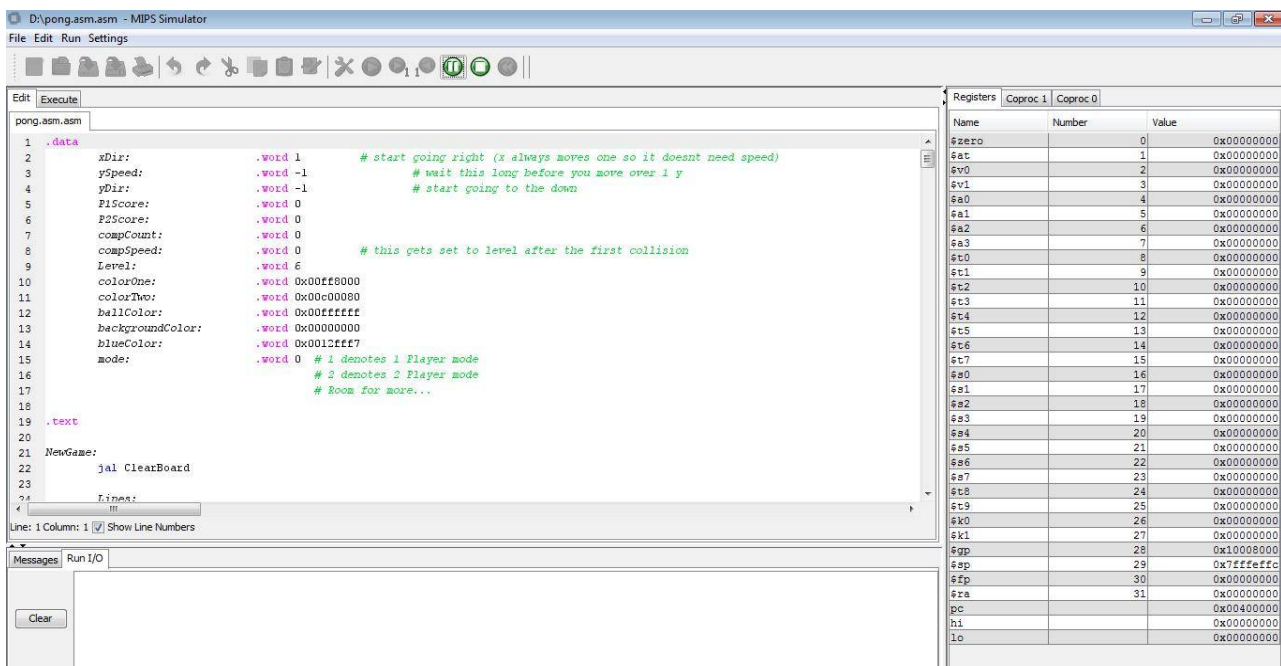 D:\pong.asm.asm - MIPS Simulator
File Edit Run Settings
Edit Execute
pong.asm.asm
1 .data
2 xDir: .word 1 # start going right (x always moves one so it doesnt need speed)
3 ySpeed: .word -1 # wait this long before you move over 1 y
4 yDir: .word -1 # start going to the down
5 P1Score: .word 0
6 P2Score: .word 0
7 compCount: .word 0
8 compSpeed: .word 0 # this gets set to level after the first collision
9 Level: .word 6
10 colorOne: .word 0x00ff8000
11 colorTwo: .word 0x00c00080
12 ballColor: .word 0x00ffffff
13 backgroundColor: .word 0x00000000
14 blueColor: .word 0x0012fff7
15 mode: .word 0 # 1 denotes 1 Player mode
16 # 2 denotes 2 Player mode
17 # Room for more...
18
19 .text
20
21 NewGame:
22 jal ClearBoard
23
24 Lines:
Line: 1 Column: 1 Show Line Numbers
Messages Run I/O
Clear
Registers Coproc 1 Coproc 0
Name Number Value
$zero 0 0x00000000
$at 1 0x00000000
$v0 2 0x00000000
$v1 3 0x00000000
$a0 4 0x00000000
$a1 5 0x00000000
$a2 6 0x00000000
$a3 7 0x00000000
$t0 8 0x00000000
$t1 9 0x00000000
$t2 10 0x00000000
$t3 11 0x00000000
$t4 12 0x00000000
$t5 13 0x00000000
$t6 14 0x00000000
$t7 15 0x00000000
$s0 16 0x00000000
$s1 17 0x00000000
$s2 18 0x00000000
$s3 19 0x00000000
$s4 20 0x00000000
$s5 21 0x00000000
$s6 22 0x00000000
$s7 23 0x00000000
$t8 24 0x00000000
$t9 25 0x00000000
$k0 26 0x00000000
$k1 27 0x00000000
$gp 28 0x10008000
$sp 29 0x7fffeffc
$fp 30 0x00000000
$ra 31 0x00000000
pc 0x00400000
hi 0x00000000
lo 0x00000000